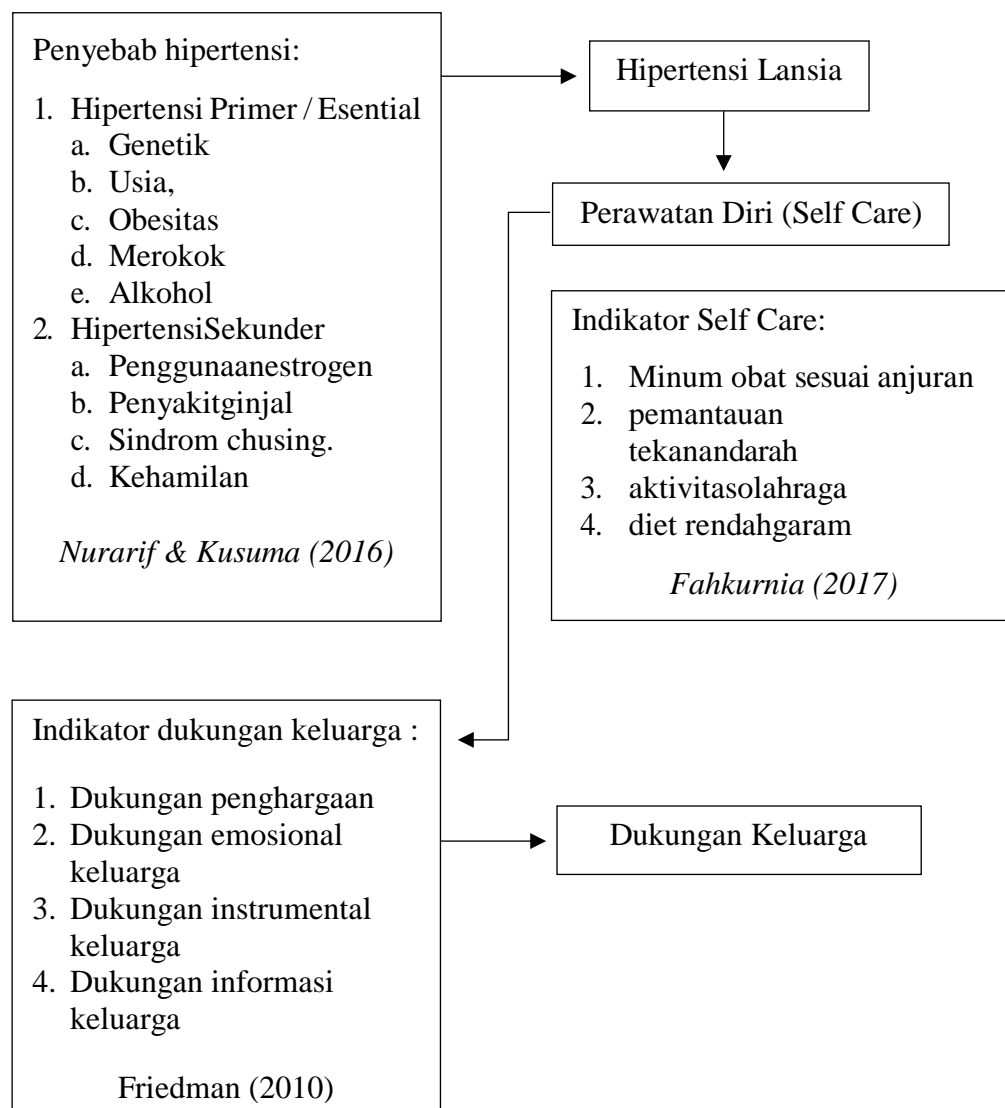 Penyebab hipertensi:
1. Hipertensi Primer / Esential
a. Genetik
b. Usia,
c. Obesitas
d. Merokok
e. Alkohol
2. HipertensiSekunder
a. Penggunaanestrogen
b. Penyakitginjal
c. Sindrom chusing.
d. Kehamilan
Nurarif & Kusuma (2016)
Hipertensi Lansia
Perawatan Diri (Self Care)
Indikator Self Care:
1. Minum obat sesuai anjuran
2. pemantauan
tekanandarah
3. aktivitasolahraga
4. diet rendahgaram
Fahkurnia (2017)
Indikator dukungan keluarga :
1. Dukungan penghargaan
2. Dukungan emosional
keluarga
3. Dukungan instrumental
keluarga
4. Dukungan informasi
keluarga
Friedman (2010)
Dukungan Keluarga